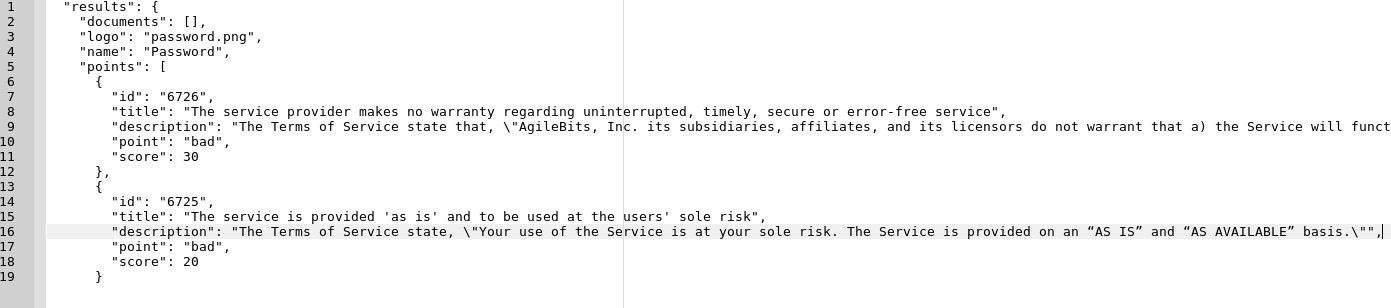 1 "results": {
2 "documents": [],
3 "logo": "password.png",
4 "name": "Password",
5 "points": [
6 {
7 "id": "6726",
8 "title": "The service provider makes no warranty regarding uninterrupted, timely, secure or error-free service",
9 "description": "The Terms of Service state that, \"AgileBits, Inc. its subsidiaries, affiliates, and its licensors do not warrant that a) the Service will funct
10 "point": "bad",
11 "score": 30
12 },
13 {
14 "id": "6725",
15 "title": "The service is provided 'as is' and to be used at the users' sole risk",
16 "description": "The Terms of Service state, \"Your use of the Service is at your sole risk. The Service is provided on an “AS IS” and “AS AVAILABLE” basis.\"",
17 "point": "bad",
18 "score": 20
19 }